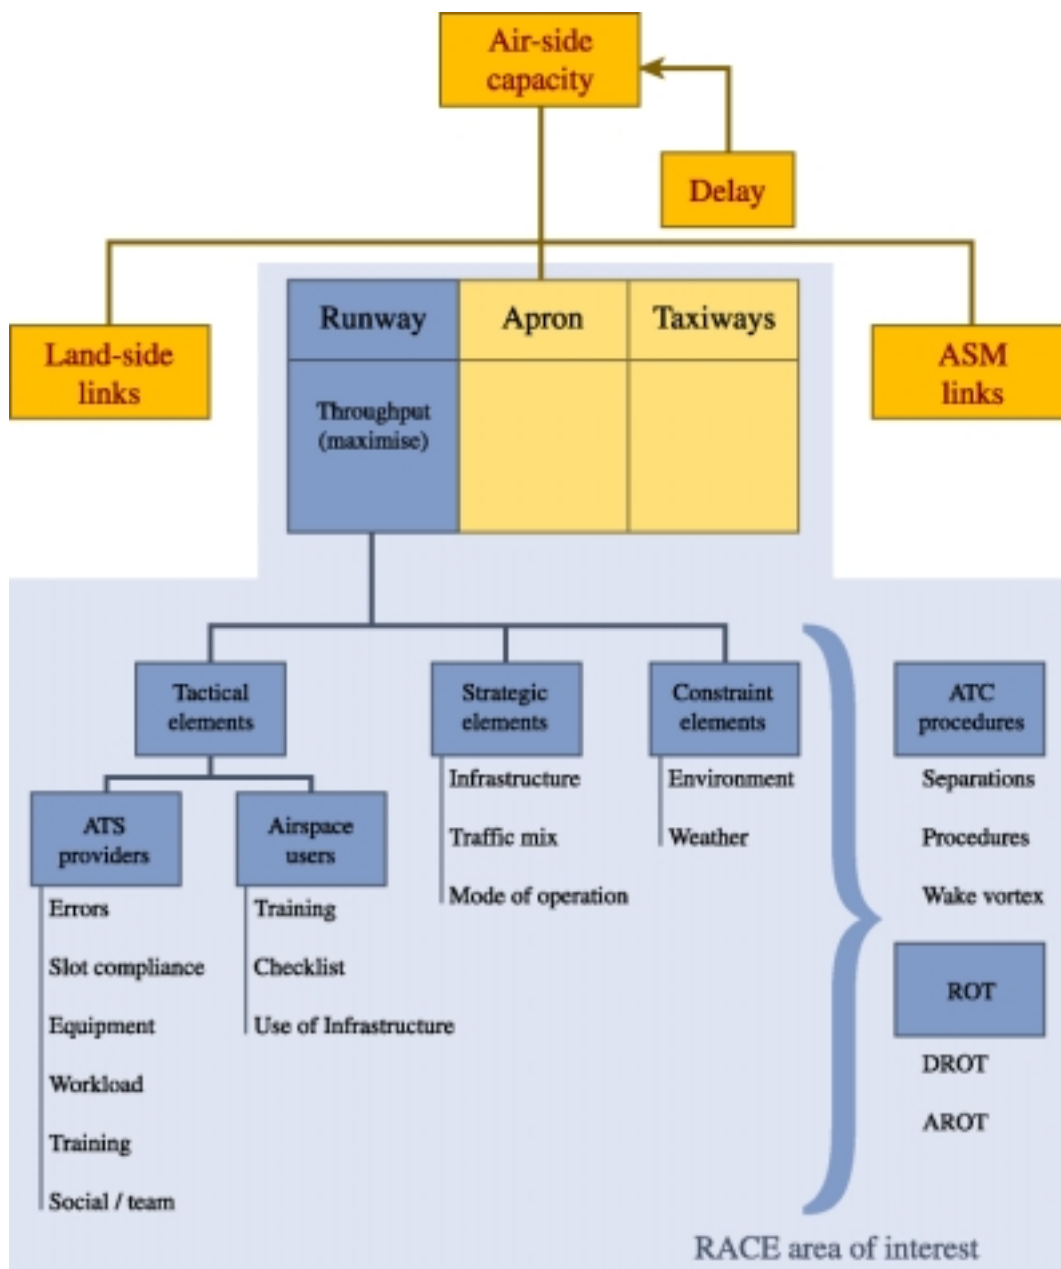 Air-side
capacity
Delay
Land-side
links
Runway
Apron
Taxiways
Throughput
(maximise)
ASM
links
Tactical
elements
Strategic
elements
Constraint
elements
ATC
procedures
ATS
providers
Airspace
users
Infrastructure
Traffic mix
Mode of operation
Environment
Weather
Separations
Procedures
Wake vortex
Errors
Slot compliance
Equipment
Workload
Training
Social / team
Training
Checklist
Use of Infrastructure
ROT
DROT
AROT
RACE area of interest